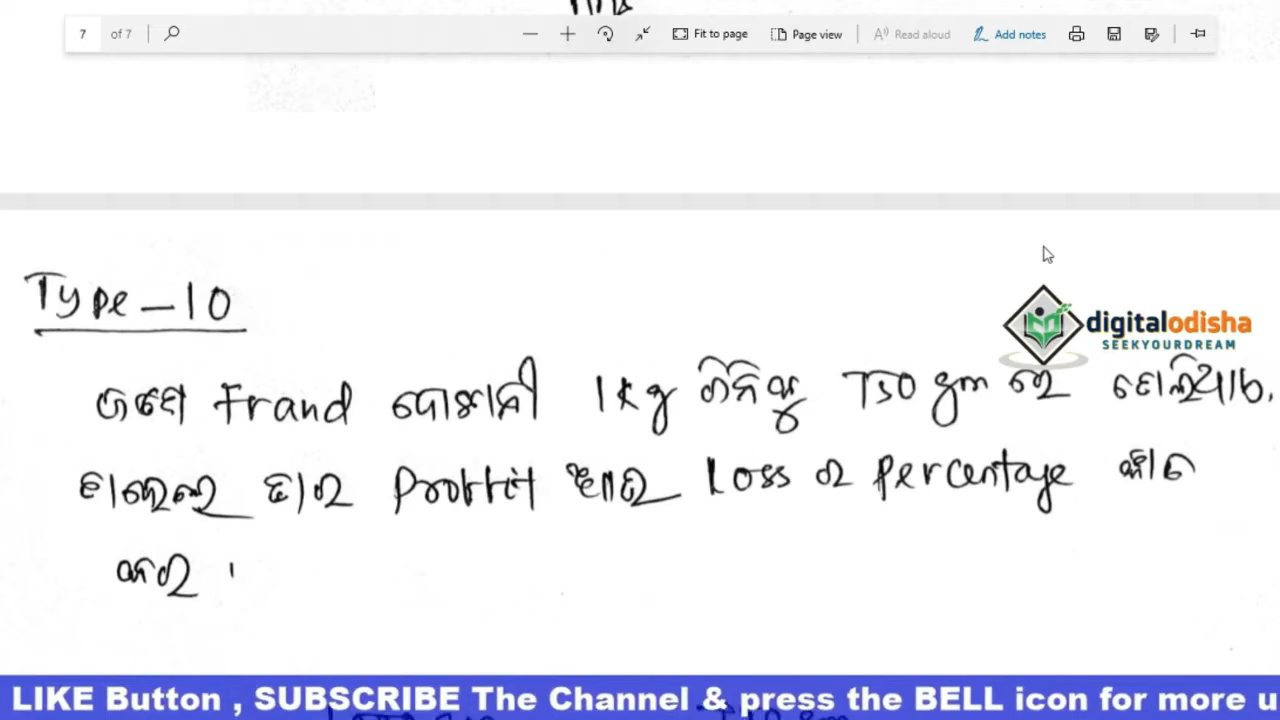 7 of 7 Fit to page Page view Read aloud Add notes
Type-10
digitalodisha
SEEKYOURDREAM
ଜଣେ Fraud ଦୋକାନୀ 1kg ଜିନିଷକୁ 750 gm ରେ
Profit Loss ର Percentage
କର ।
LIKE Button , SUBSCRIBE The Channel & press the BELL icon for more u